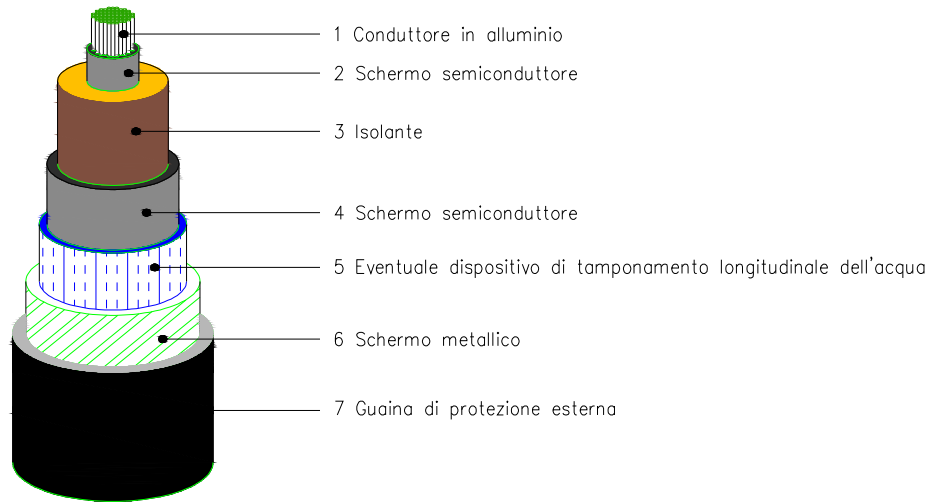 1 Conduttore in alluminio
2 Schermo semiconduttore
3 Isolante
4 Schermo semiconduttore
5 Eventuale dispositivo di tamponamento longitudinale dell'acqua
6 Schermo metallico
7 Guaina di protezione esterna